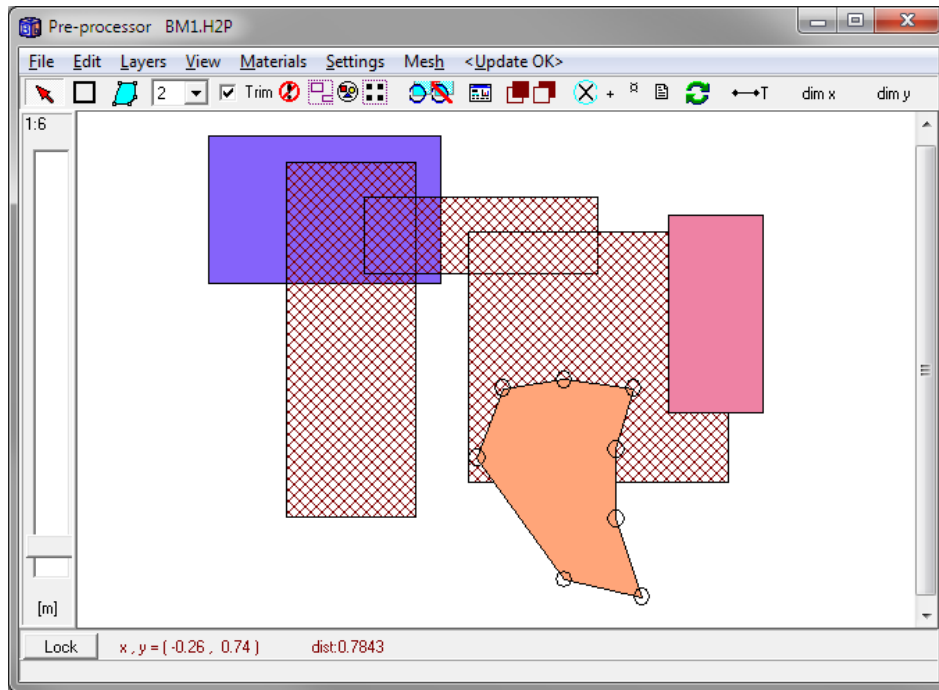 Pre-processor BM1.H2P
File Edit Layers View Materials Settings Mesh <Update OK>
2 Trim T dim x dim y
1:6
[m]
Lock x , y = ( -0.26 , 0.74 ) dist:0.7843